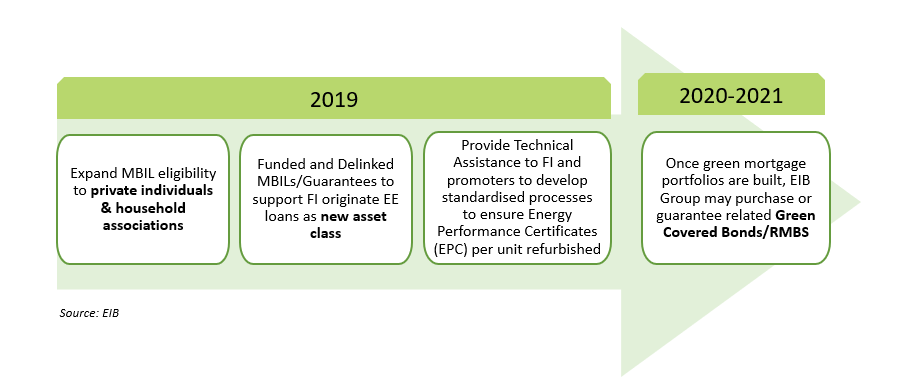 2019
2020-2021
Expand MBIL eligibility
to private individuals
& household
associations
Funded and Delinked
MBILs/Guarantees to
support FI originate EE
loans as new asset
class
Provide Technical
Assistance to FI and
promoters to develop
standardised processes
to ensure Energy
Performance Certificates
(EPC) per unit refurbished
Once green mortgage
portfolios are built, EIB
Group may purchase or
guarantee related Green
Covered Bonds/RMBS
Source: EIB